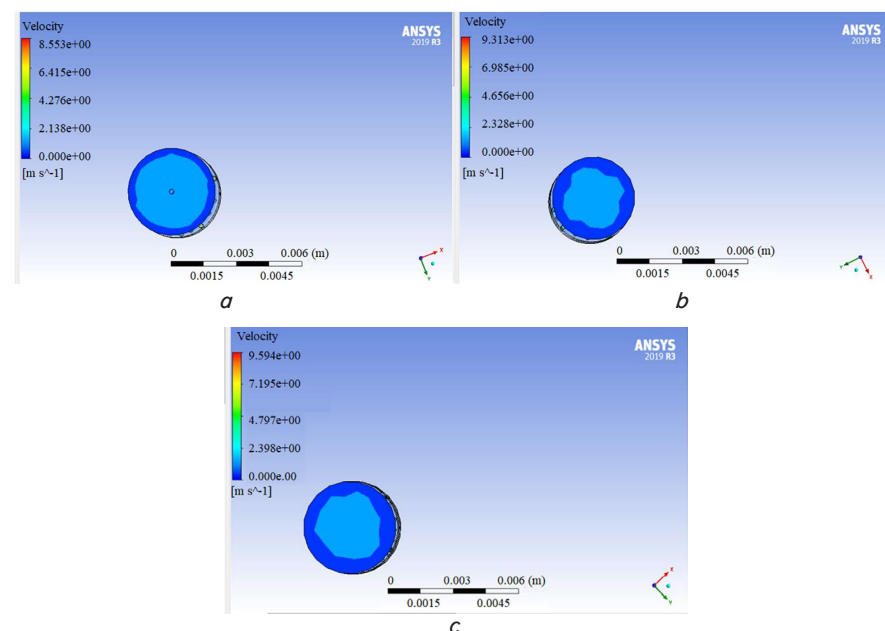 Velocity
8.553e+00
6.415e+00
4.276e+00
2.138e+00
0.000e+00
[m s^-1]
ANSYS
2019 R3
0 0.003 0.006 (m)
0.0015 0.0045
X
Y
a
Velocity
9.313e+00
6.985e+00
4.656e+00
2.328e+00
0.000e+00
[m s^-1]
ANSYS
2019 R3
0 0.003 0.006 (m)
0.0015 0.0045
Y
X
b
Velocity
9.594e+00
7.195e+00
4.797e+00
2.398e+00
0.000e.00
[m s^-1]
ANSYS
2019 R3
0 0.003 0.006 (m)
0.0015 0.0045
X
Y
c